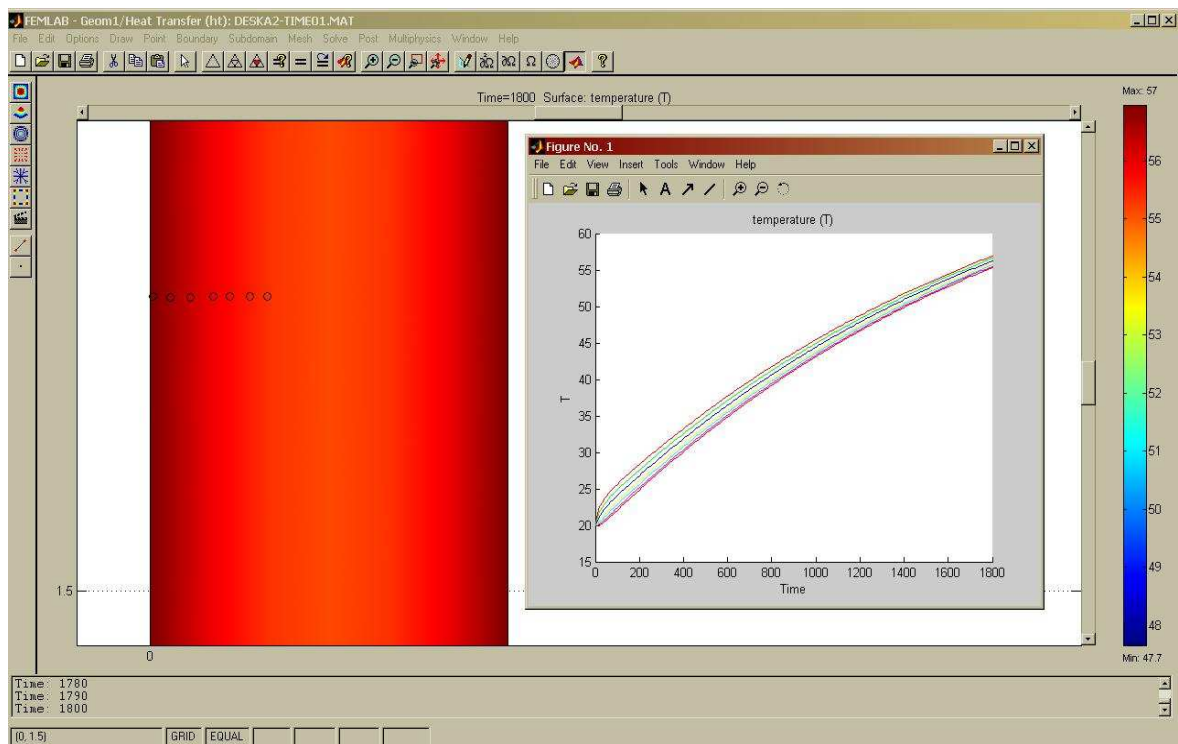 FEMLAB - Geom1/Heat Transfer (ht): DESKA2-TIME01.MAT
File Edit Options Draw Point Boundary Subdomain Mesh Solve Post Multiphysics Window Help
Time=1800 Surface: temperature (T)
Max: 57
56
55
54
53
52
51
50
49
48
Min: 47.7
Figure No. 1
File Edit View Insert Tools Window Help
A
temperature (T)
60
55
50
45
40
35
30
25
20
15
T
0 200 400 600 800 1000 1200 1400 1600 1800
Time
1.5
0
Time: 1780
Time: 1790
Time: 1800
(0, 1.5) GRID EQUAL